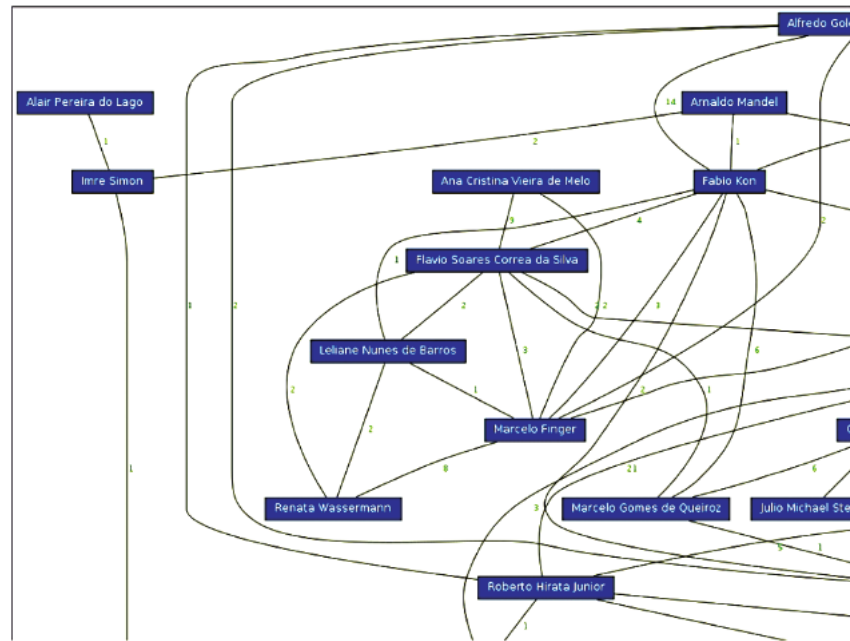 Alfredo
14
Alair Pereira do Lago
Arnaldo Mandel
1
2
1
Imre Simon
Ana Cristina Vieira de Melo
Fabio Kon
4
2
Flavio Soares Correa da Silva
1
1
2
2
2
3
6
Leliane Nunes de Barros
3
2
1
2
1
2
Marcelo Finger
1
8
21
6
Renata Wassermann
3
Marcelo Gomes de Queiroz
Julio Michael
1
Roberto Hirata Junior
1